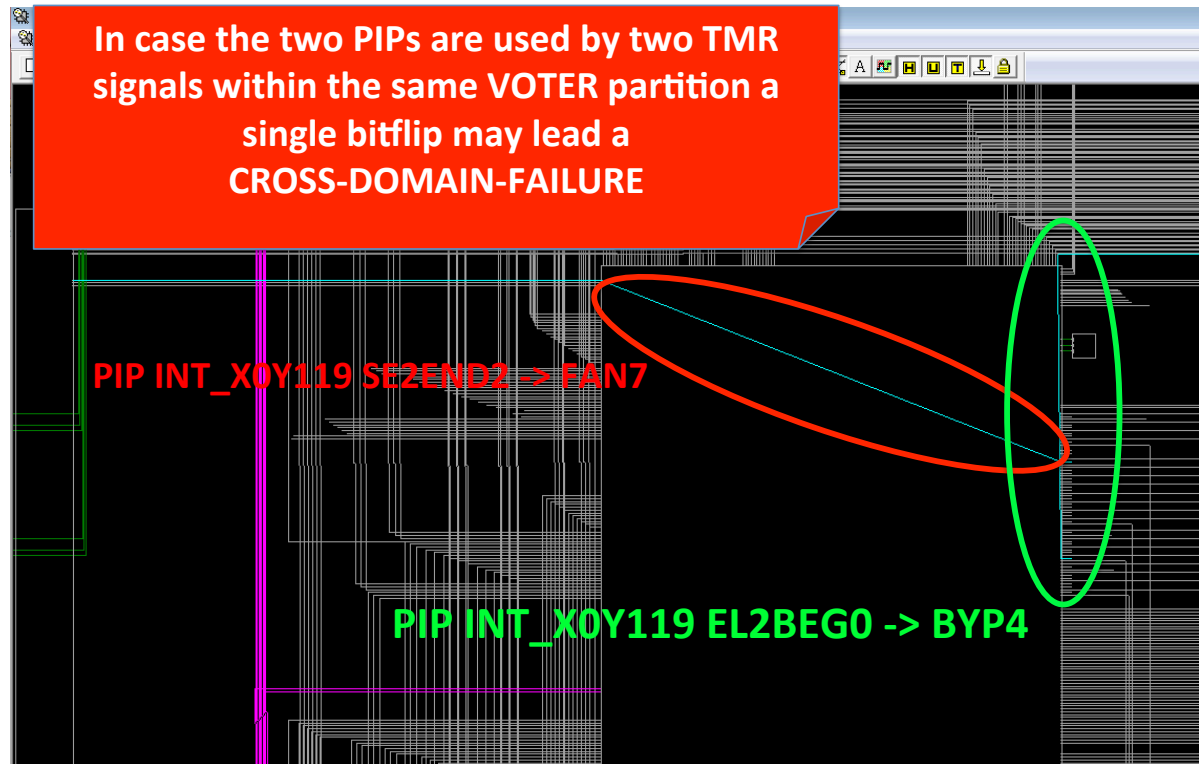 In case the two PIPs are used by two TMR
signals within the same VOTER partition a
single bitflip may lead a
CROSS-DOMAIN-FAILURE
A H U T
PIP INT_X0Y119 SE2END2 -> FAN7
PIP INT_X0Y119 EL2BEG0 -> BYP4